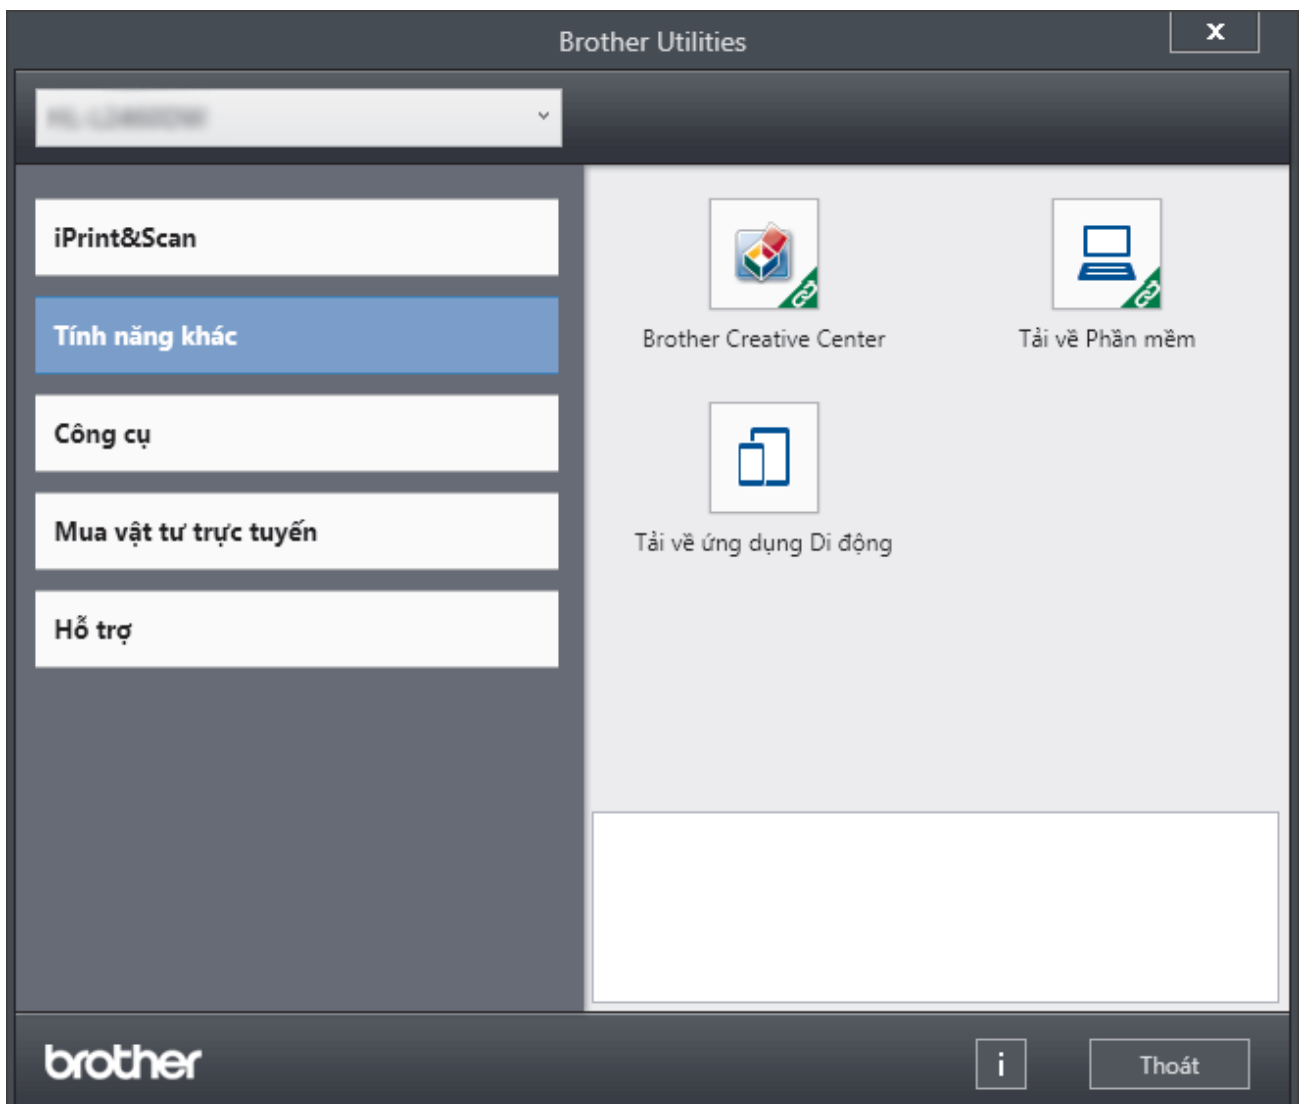 Brother Utilities
X
iPrint&Scan
Tính năng khác
Công cụ
Mua vật tư trực tuyến
Hỗ trợ
Brother Creative Center
Tải về Phần mềm
Tải về ứng dụng Di động
brother
i
Thoát